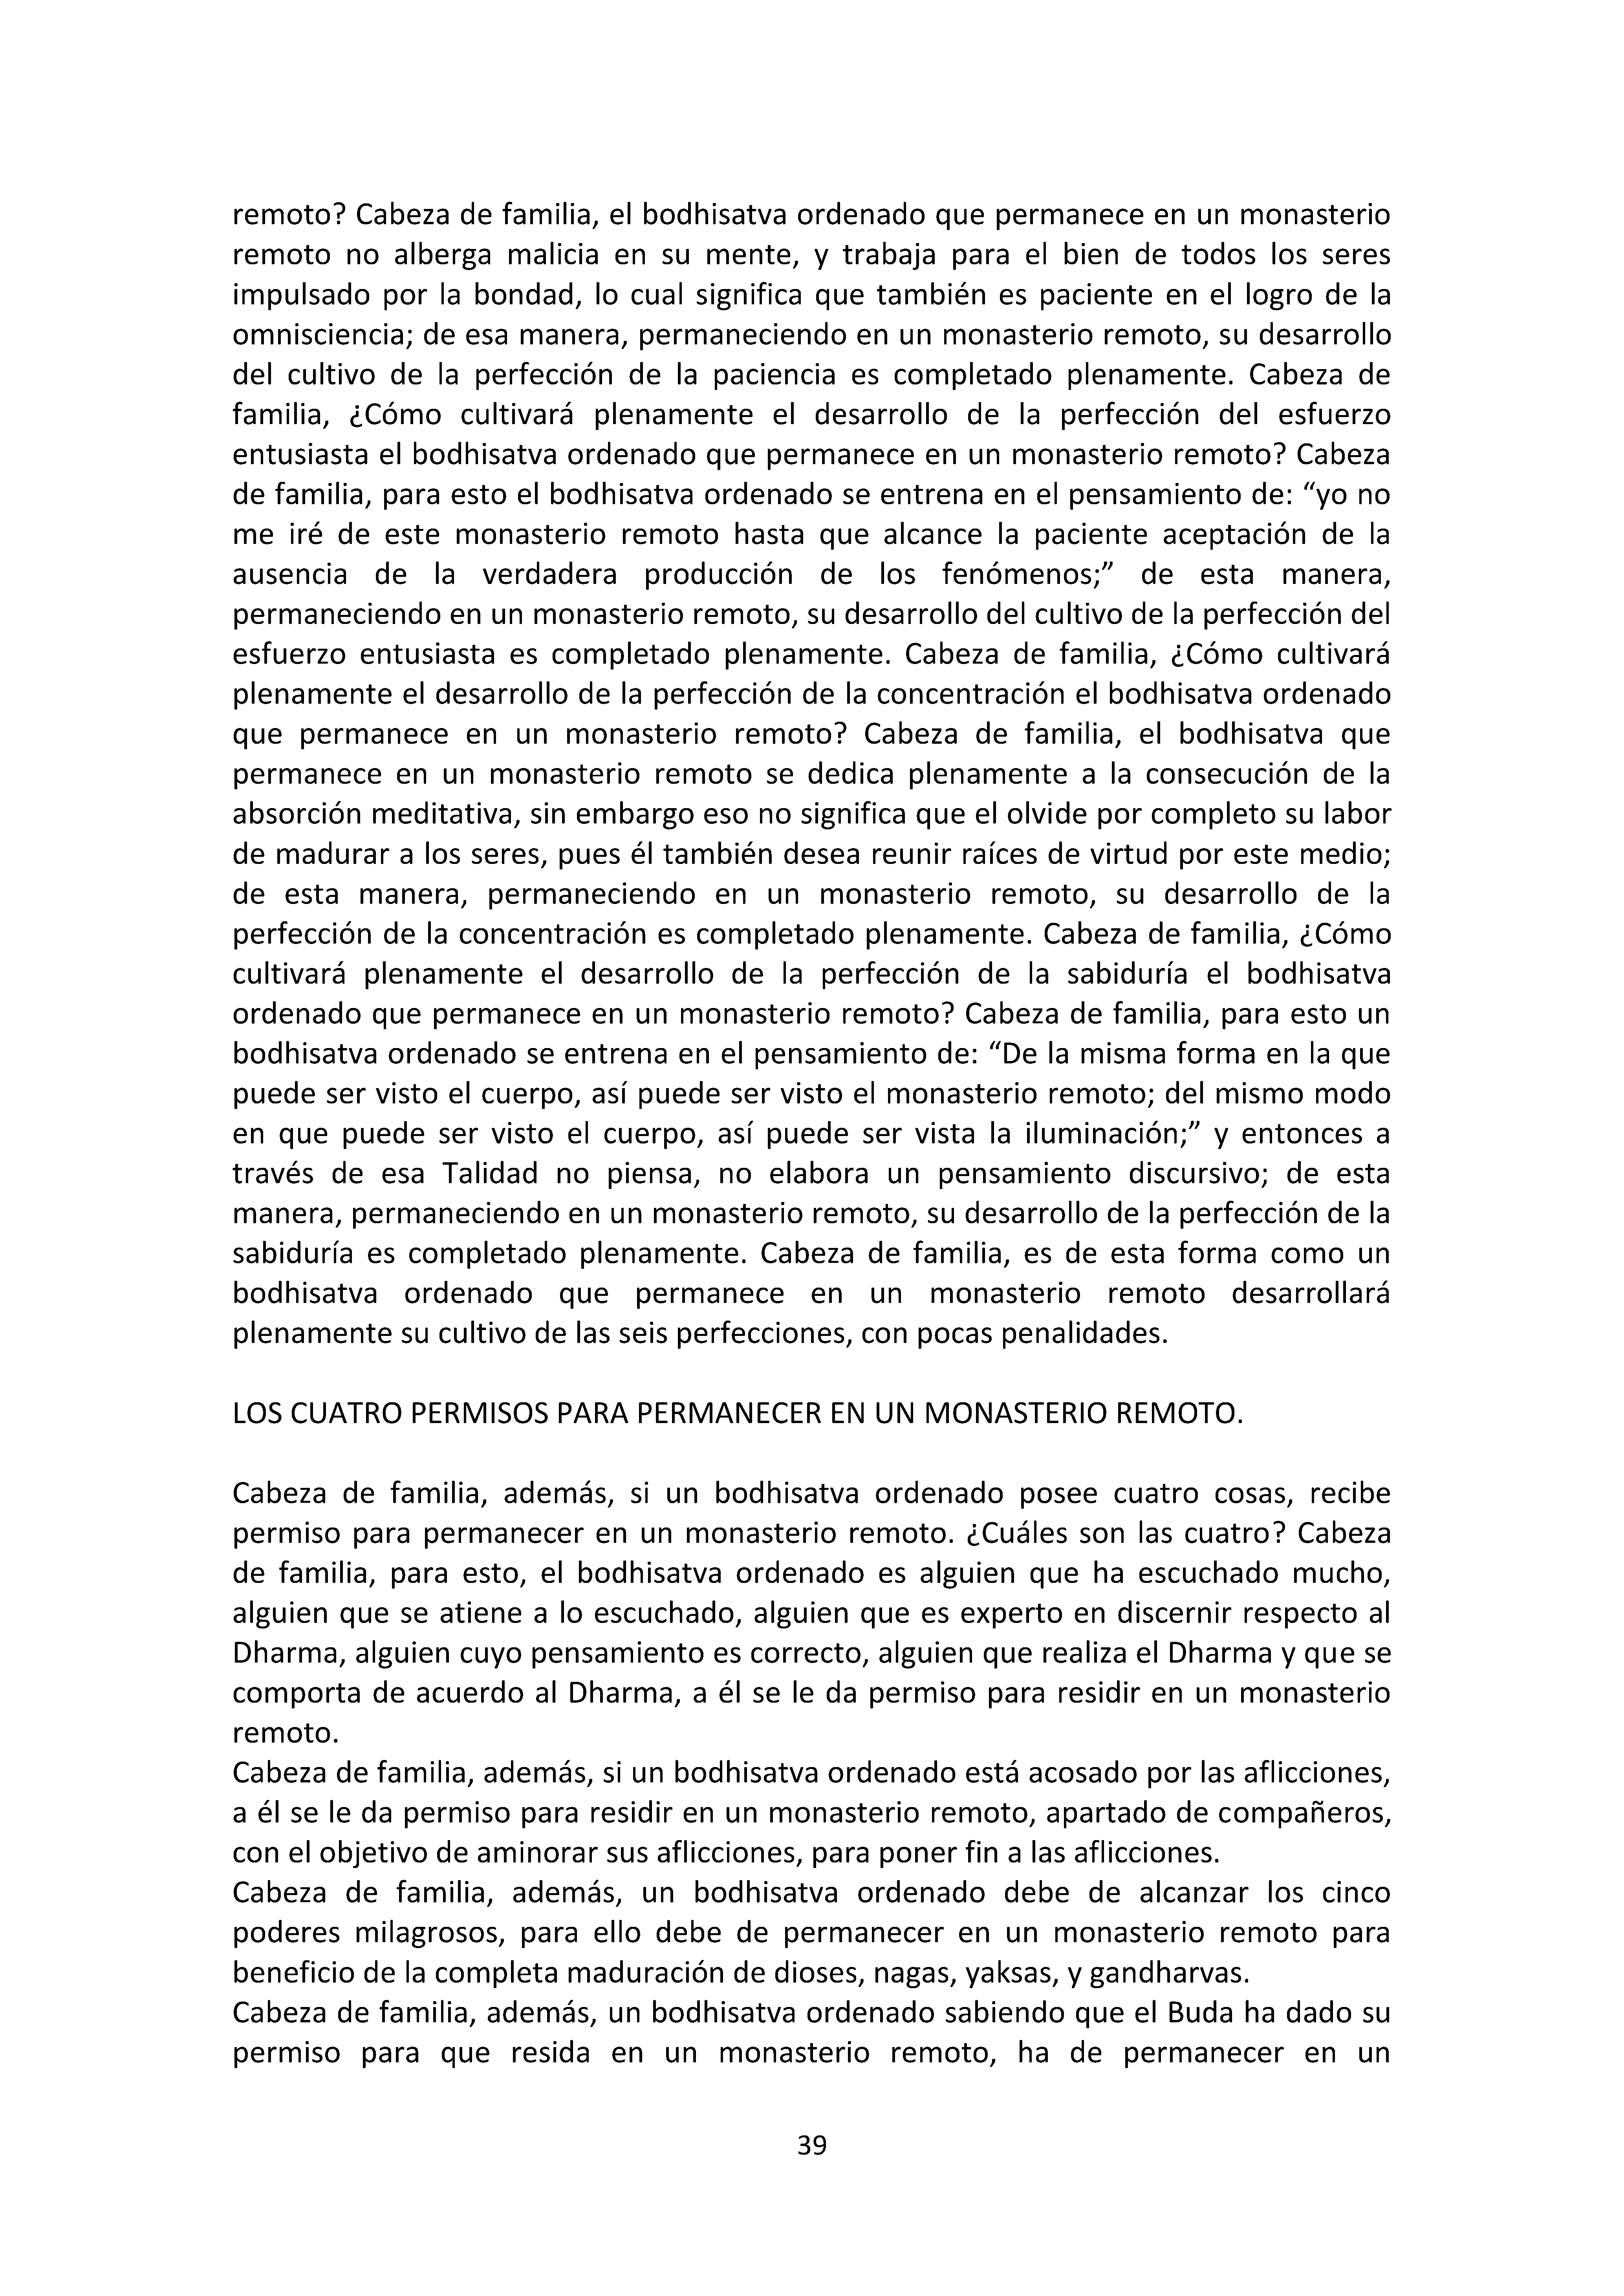 remoto? Cabeza de familia, el bodhisatva ordenado que permanece en un monasterio
remoto no alberga malicia en su mente, y trabaja para el bien de todos los seres
impulsado por la bondad, lo cual significa que también es paciente en el logro de la
omnisciencia; de esa manera, permaneciendo en un monasterio remoto, su desarrollo
del cultivo de la perfección de la paciencia es completado plenamente. Cabeza de
familia, ¿Cómo cultivará plenamente el desarrollo de la perfección del esfuerzo
entusiasta el bodhisatva ordenado que permanece en un monasterio remoto? Cabeza
de familia, para esto el bodhisatva ordenado se entrena en el pensamiento de: “yo no
me iré de este monasterio remoto hasta que alcance la paciente aceptación de la
ausencia de la verdadera producción de los fenómenos;” de esta manera,
permaneciendo en un monasterio remoto, su desarrollo del cultivo de la perfección del
esfuerzo entusiasta es completado plenamente. Cabeza de familia, ¿Cómo cultivará
plenamente el desarrollo de la perfección de la concentración el bodhisatva ordenado
que permanece en un monasterio remoto? Cabeza de familia, el bodhisatva que
permanece en un monasterio remoto se dedica plenamente a la consecución de la
absorción meditativa, sin embargo eso no significa que el olvide por completo su labor
de madurar a los seres, pues él también desea reunir raíces de virtud por este medio;
de esta manera, permaneciendo en un monasterio remoto, su desarrollo de la
perfección de la concentración es completado plenamente. Cabeza de familia, ¿Cómo
cultivará plenamente el desarrollo de la perfección de la sabiduría el bodhisatva
ordenado que permanece en un monasterio remoto? Cabeza de familia, para esto un
bodhisatva ordenado se entrena en el pensamiento de: “De la misma forma en la que
puede ser visto el cuerpo, así puede ser visto el monasterio remoto; del mismo modo
en que puede ser visto el cuerpo, así puede ser vista la iluminación;” y entonces a
través de esa Talidad no piensa, no elabora un pensamiento discursivo; de esta
manera, permaneciendo en un monasterio remoto, su desarrollo de la perfección de la
sabiduría es completado plenamente. Cabeza de familia, es de esta forma como un
bodhisatva ordenado que permanece en un monasterio remoto desarrollará
plenamente su cultivo de las seis perfecciones, con pocas penalidades.
LOS CUATRO PERMISOS PARA PERMANECER EN UN MONASTERIO REMOTO.
Cabeza de familia, además, si un bodhisatva ordenado posee cuatro cosas, recibe
permiso para permanecer en un monasterio remoto. ¿Cuáles son las cuatro? Cabeza
de familia, para esto, el bodhisatva ordenado es alguien que ha escuchado mucho,
alguien que se atiene a lo escuchado, alguien que es experto en discernir respecto al
Dharma, alguien cuyo pensamiento es correcto, alguien que realiza el Dharma y que se
comporta de acuerdo al Dharma, a él se le da permiso para residir en un monasterio
remoto.
Cabeza de familia, además, si un bodhisatva ordenado está acosado por las aflicciones,
a él se le da permiso para residir en un monasterio remoto, apartado de compañeros,
con el objetivo de aminorar sus aflicciones, para poner fin a las aflicciones.
Cabeza de familia, además, un bodhisatva ordenado debe de alcanzar los cinco
poderes milagrosos, para ello debe de permanecer en un monasterio remoto para
beneficio de la completa maduración de dioses, nagas, yaksas, y gandharvas.
Cabeza de familia, además, un bodhisatva ordenado sabiendo que el Buda ha dado su
permiso para que resida en un monasterio remoto, ha de permanecer en un
39